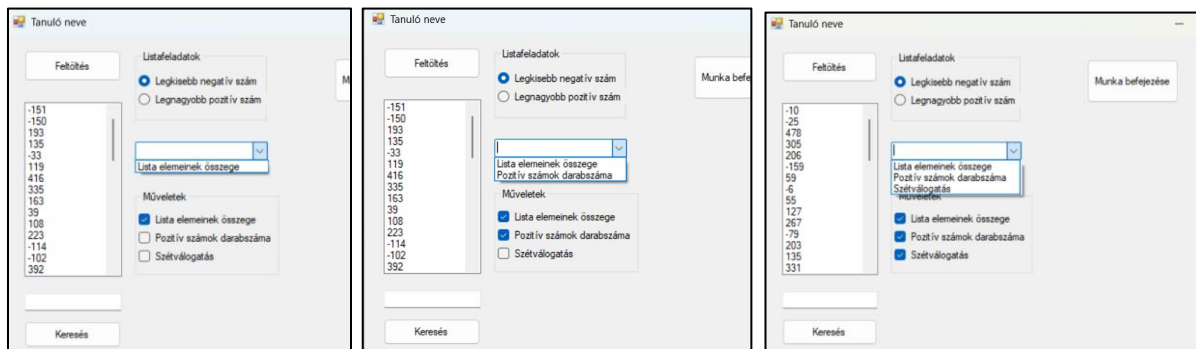 Tanuló neve
Feltöltés
Listafeladatok
Legkisebb negatív szám
Legnagyobb pozitív szám
M
-151
-150
193
135
-33
119
416
335
163
39
108
223
-114
-102
392
Lista elemeinek összege
Műveletek
Lista elemeinek összege
Pozitív számok darabszáma
Szétválogatás
Keresés
Tanuló neve
Feltöltés
Listafeladatok
Legkisebb negatív szám
Legnagyobb pozitív szám
Munka befe
-151
-150
193
135
-33
119
416
335
163
39
108
223
-114
-102
392
Lista elemeinek összege
Pozitív számok darabszáma
Műveletek
Lista elemeinek összege
Pozitív számok darabszáma
Szétválogatás
Keresés
Tanuló neve
Feltöltés
Listafeladatok
Legkisebb negatív szám
Legnagyobb pozitív szám
Munka befejezése
-10
-25
478
305
206
-159
59
-6
55
127
267
-79
203
135
331
Lista elemeinek összege
Pozitív számok darabszáma
Szétválogatás
Műveletek
Lista elemeinek összege
Pozitív számok darabszáma
Szétválogatás
Keresés